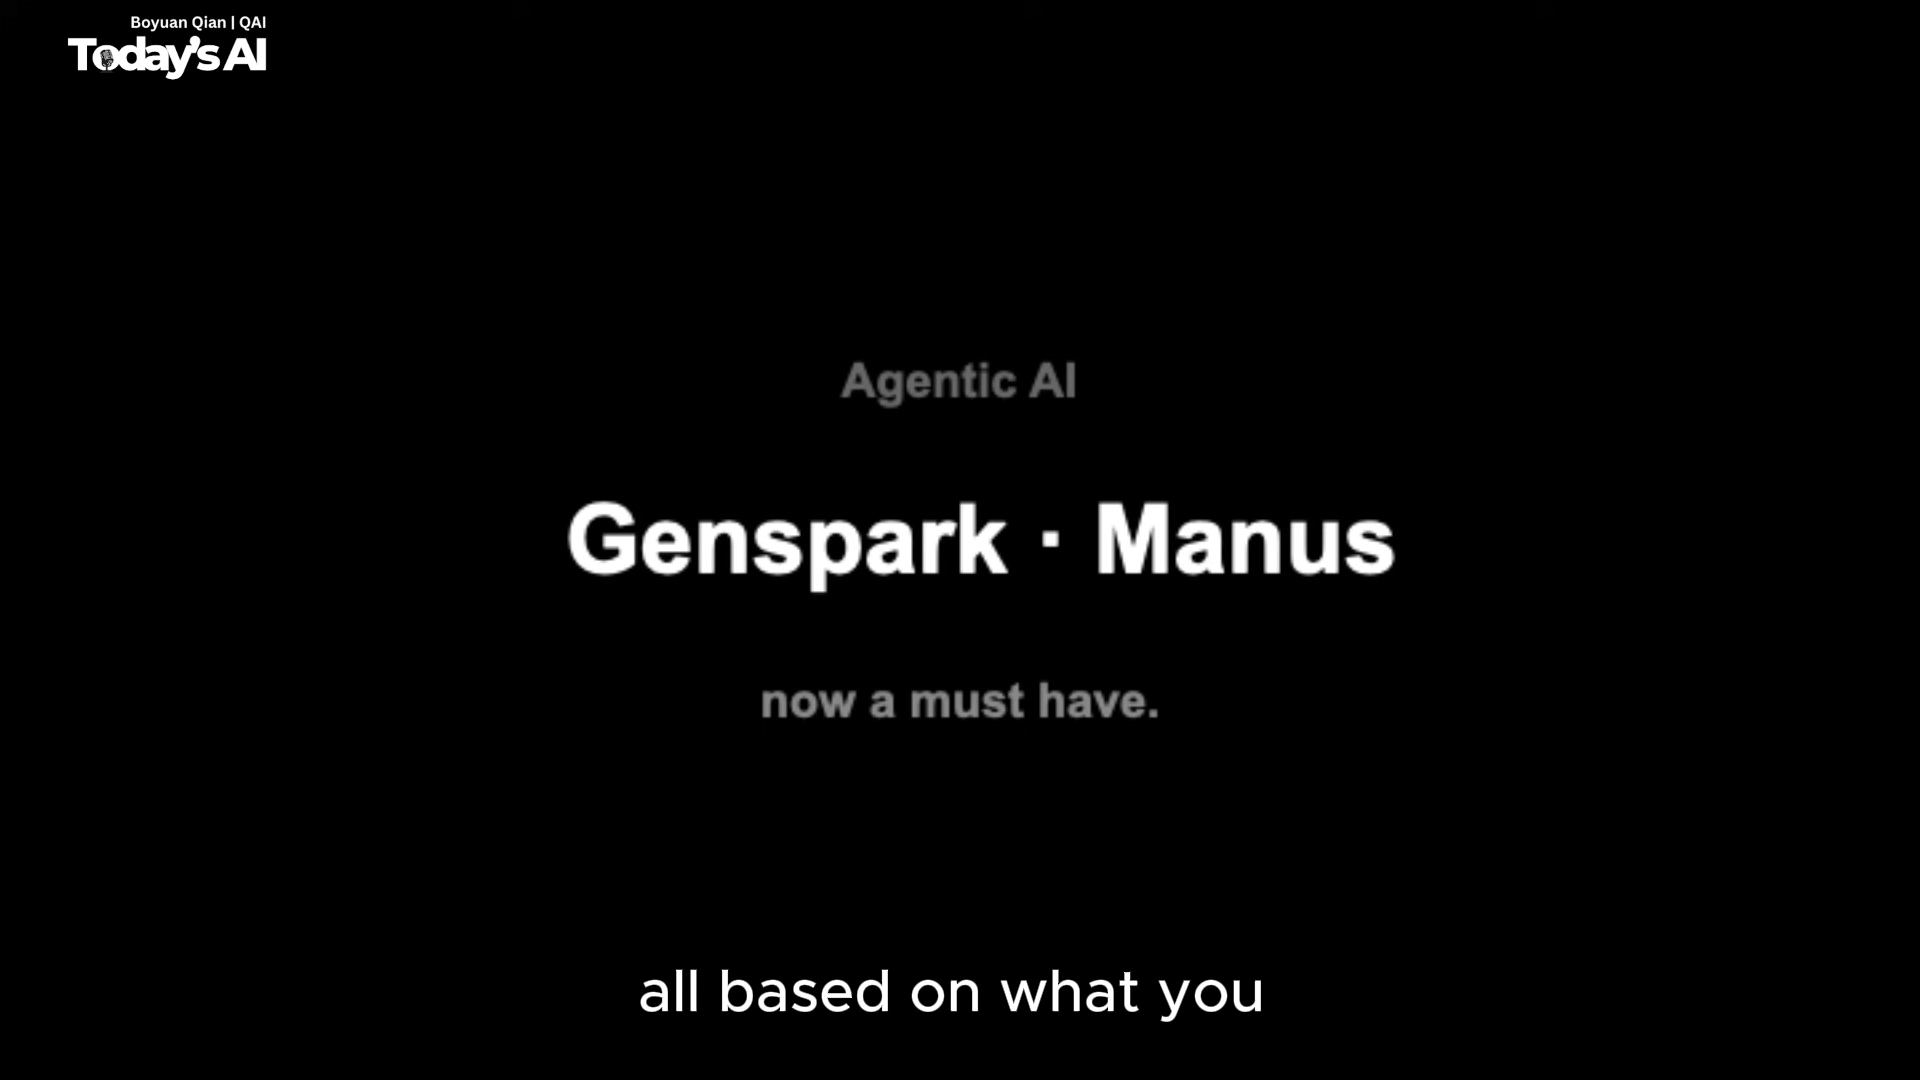 Boyuan Qian | QAI
Today's AI
Agentic AI
Genspark · Manus
now a must have.
all based on what you